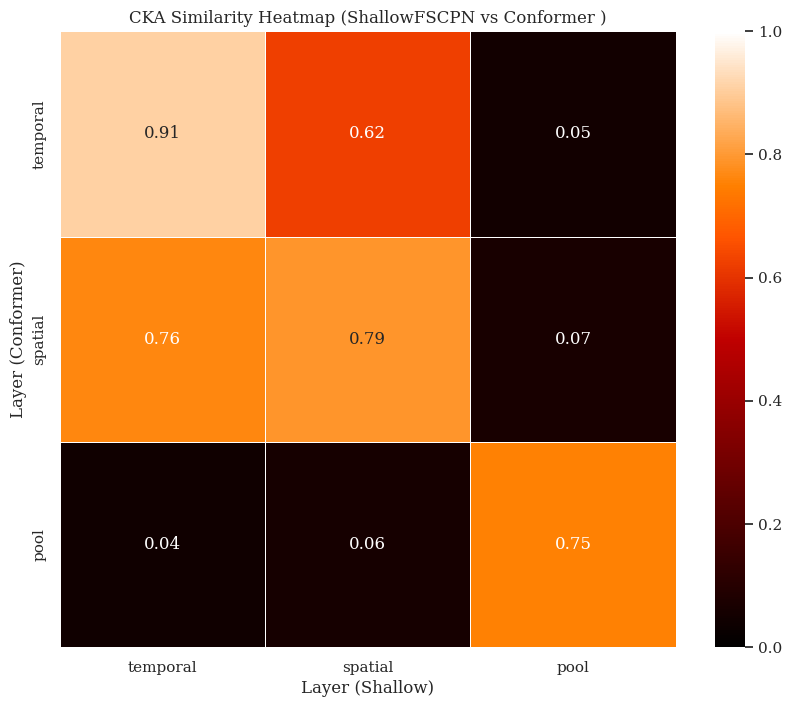 CKA Similarity Heatmap (ShallowFSCPN vs Conformer )
1.0
0.8
0.6
0.4
0.2
0.0
Layer (Conformer)
temporal
0.91 0.62 0.05
spatial
0.76 0.79 0.07
pool
0.04 0.06 0.75
temporal spatial pool
Layer (Shallow)